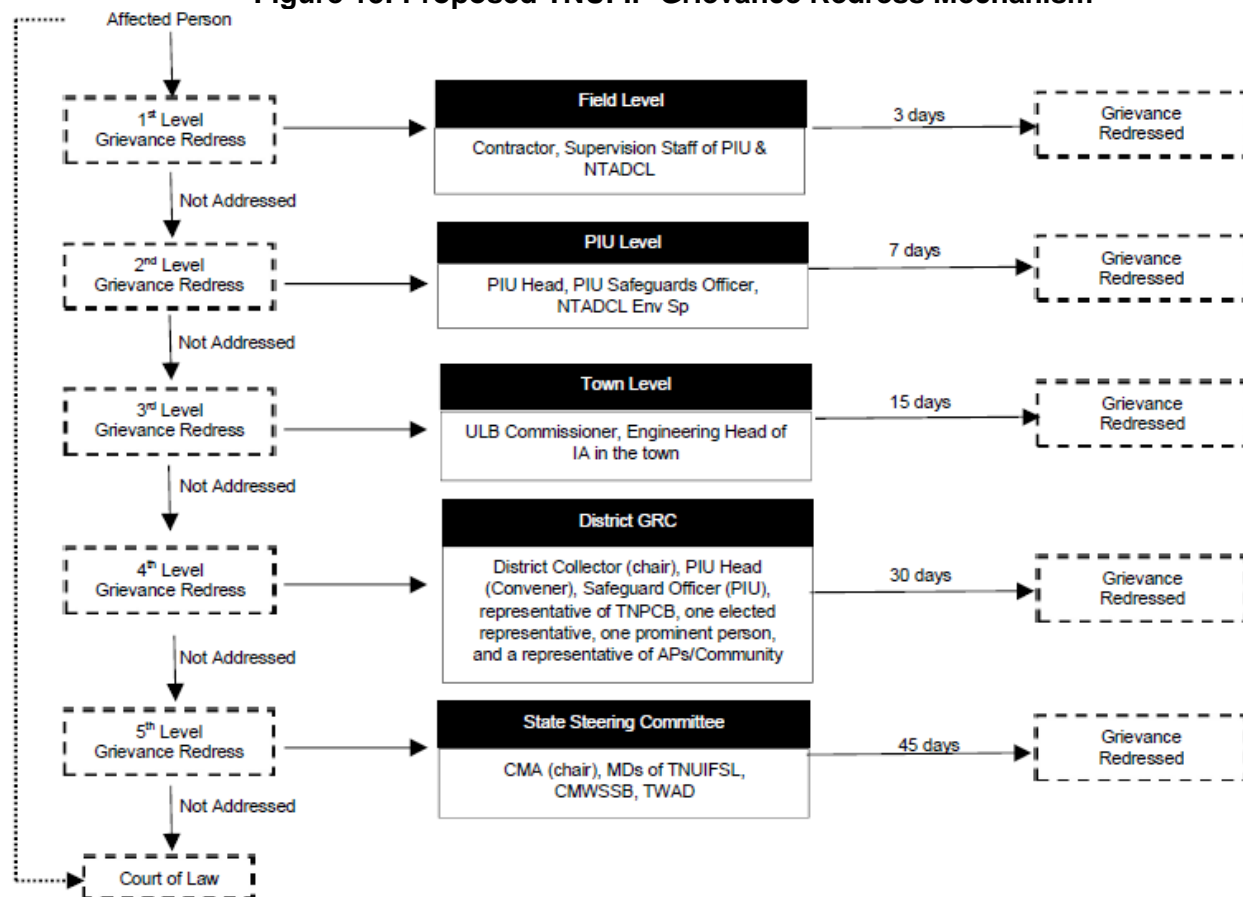 Figure Proposed Grievance Redress Mechanism
Affected Person
1st Level
Grievance Redress
Field Level
Contractor, Supervision Staff of PIU &
NTADCL
3 days
Grievance
Redressed
Not Addressed
2nd Level
Grievance Redress
PIU Level
PIU Head, PIU Safeguards Officer,
NTADCL Env Sp
7 days
Grievance
Redressed
Not Addressed
3rd Level
Grievance Redress
Town Level
ULB Commissioner, Engineering Head of
IA in the town
15 days
Grievance
Redressed
Not Addressed
4th Level
Grievance Redress
District GRC
District Collector (chair), PIU Head
(Convener), Safeguard Officer (PIU),
representative of TNPCB, one elected
representative, one prominent person,
and a representative of APs/Community
30 days
Grievance
Redressed
Not Addressed
5th Level
Grievance Redress
State Steering Committee
CMA (chair), MDs of TNUIFSL,
CMWSSB, TWAD
45 days
Grievance
Redressed
Not Addressed
Court of Law